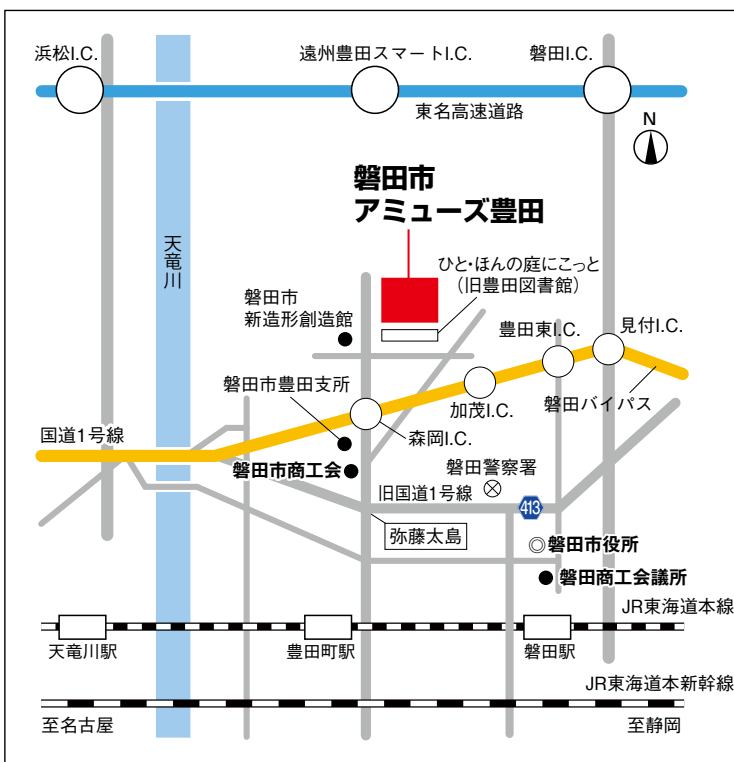 浜松I.C.
遠州豊田スマートI.C.
磐田I.C.
東名高速道路
N
磐田市
アミューズ豊田
天竜川
ひと・ほんの庭にこっと
（旧豊田図書館）
磐田市
新造形創造館
豊田東I.C.
見付I.C.
磐田市豊田支所
加茂I.C.
磐田バイパス
国道1号線
森岡I.C.
磐田市商工会
磐田警察署
旧国道1号線
413
弥藤太島
磐田市役所
磐田商工会議所
JR東海道本線
天竜川駅
豊田町駅
磐田駅
JR東海道本新幹線
至名古屋
至静岡